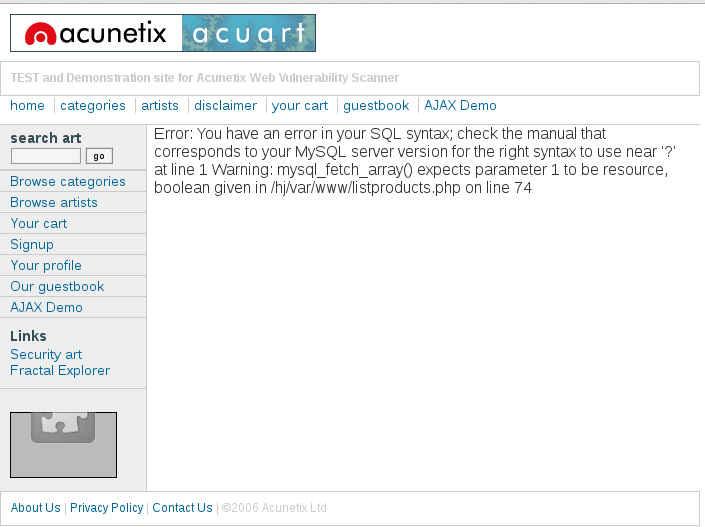 acunetix acuart
TEST and Demonstration site for Acunetix Web Vulnerability Scanner
home categories artists disclaimer your cart guestbook AJAX Demo
search art
go
Browse categories
Browse artists
Your cart
Signup
Your profile
Our guestbook
AJAX Demo
Links
Security art
Fractal Explorer
Error: You have an error in your SQL syntax; check the manual that
corresponds to your MySQL server version for the right syntax to use near '?'
at line 1 Warning: mysql_fetch_array() expects parameter 1 to be resource,
boolean given in /hj/var/www/listproducts.php on line 74
About Us | Privacy Policy | Contact Us | ©2006 Acunetix Ltd